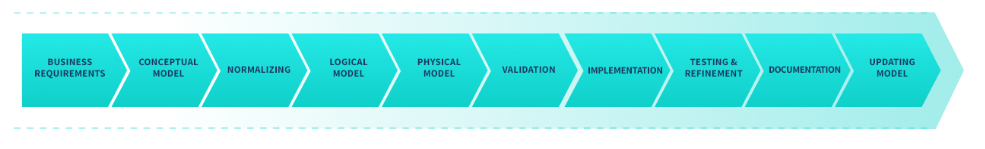 BUSINESS
REQUIREMENTS
CONCEPTUAL
MODEL
NORMALIZING
LOGICAL
MODEL
PHYSICAL
MODEL
VALIDATION
IMPLEMENTATION
TESTING &
REFINEMENT
DOCUMENTATION
UPDATING
MODEL